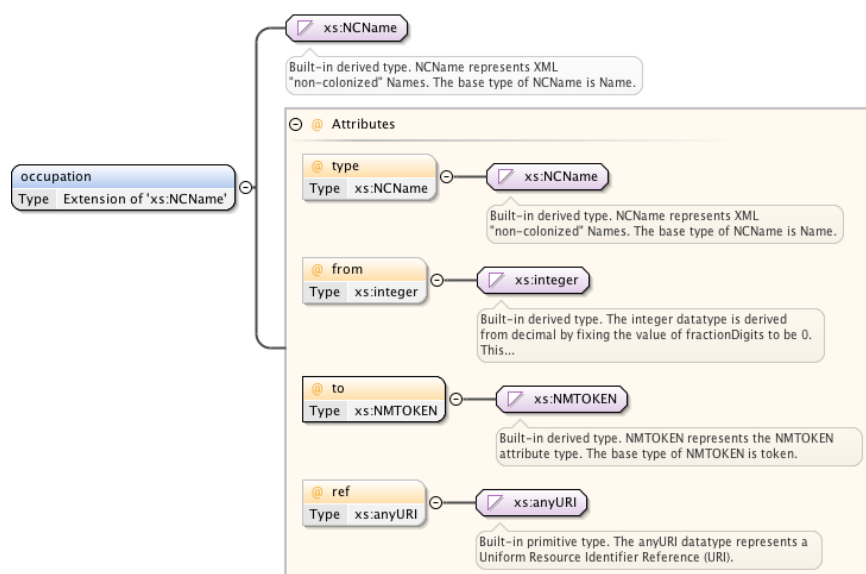 xs:NCName
Built-in derived type. NCName represents XML
"non-colonized" Names. The base type of NCName is Name.
@ Attributes
occupation
Type Extension of 'xs:NCName'
@ type
Type xs:NCName
xs:NCName
Built-in derived type. NCName represents XML
"non-colonized" Names. The base type of NCName is Name.
@ from
Type xs:integer
xs:integer
Built-in derived type. The integer datatype is derived
from decimal by fixing the value of fractionDigits to be 0.
This...
@ to
Type xs:NMTOKEN
xs:NMTOKEN
Built-in derived type. NMTOKEN represents the NMTOKEN
attribute type. The base type of NMTOKEN is token.
@ ref
Type xs:anyURI
xs:anyURI
Built-in primitive type. The anyURI datatype represents a
Uniform Resource Identifier Reference (URI).